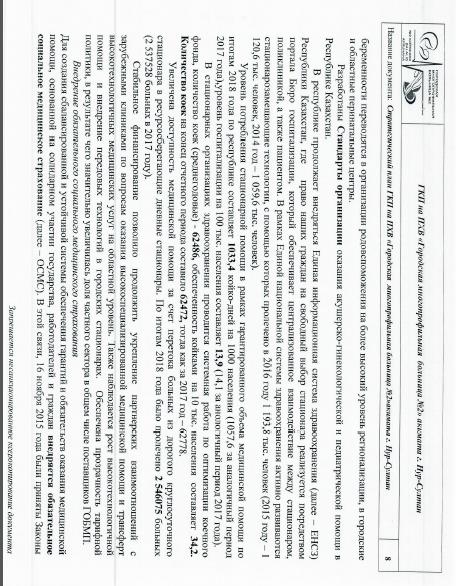 ГОРОДСКАЯ
МНОГОПРОФИЛЬНАЯ
БОЛЬНИЦА №2
ГКП на ПХВ «Городская многопрофильная больница №2» акимата г. Нур-Султан
Название документа: Стратегический план ГКП на ПХВ «Городская многопрофильная больница №2»акимата г. Нур-Султан 8
беременности переводятся в организации родовспоможения на более высокий уровень регионализации, в городские
и областные перинатальные центры.
Разработаны Стандарты организации оказания акушерско-гинекологической и педиатрической помощи в
Республике Казахстан.
В республике продолжает внедряться Единая информационная система здравоохранения (далее – ЕНСЗ)
Республики Казахстан, где право наших граждан на свободный выбор стационара реализуется посредством
портала Бюро госпитализации, который обеспечивает централизованное взаимодействие между стационаром,
поликлиникой, а также пациентом. В рамках Единой национальной системы здравоохранения активно развиваются
стационарозамещающие технологии, с помощью которых пролечено в 2016 году 1 193,8 тыс. человек (2015 году – 1
120,6 тыс. человек, 2014 год – 1 059,6 тыс. человек).
Уровень потребления стационарной помощи в рамках гарантированного объема медицинской помощи по
итогам 2018 года по республике составляет 1033,4 койко-дней на 1000 населения (1057,6 за аналогичный период
2017 года),уровень госпитализации на 100 тыс. населения составляет 13,9 (14,1 за аналогичный период 2017 года).
В стационарных организациях здравоохранения проводится системная работа по оптимизации коечного
фонда, количество коек (среднегодовые) - 62486, обеспеченность койками на 10 тыс. населения составляет 34,2.
Количество коек на конец отчетного периода составило 62472, тогда как за 2017 год – 62778.
Увеличена доступность медицинской помощи за счет перетока больных из дорогого круглосуточного
стационара в ресурсосберегающие дневные стационары. По итогам 2018 года было пролечено 2 546075 больных
(2 537528 больных в 2017 году).
Стабильное финансирование позволило продолжить укрепление партнерских взаимоотношений с
зарубежными клиниками по вопросам оказания высокоспециализированной медицинской помощи и трансферт
высокотехнологичных медицинских услуг на областной уровень. Также наблюдается рост высокотехнологичной
помощи и внедрение передовых технологий в городских стационарах. Обеспечена прозрачность тарифной
политики, в результате чего значительно увеличилась доля частного сектора в общем числе поставщиков ГОБМП.
Внедрение обязательного социального медицинского страхования
Для создания сбалансированной и устойчивой системы обеспечения гарантий и обязательств оказания медицинской
помощи, основанной на солидарном участии государства, работодателей и граждан внедряется обязательное
социальное медицинское страхование (далее – ОСМС). В этой связи, 16 ноября 2015 года были приняты Законы
Запрещается несанкционированное ксерокопирование документа